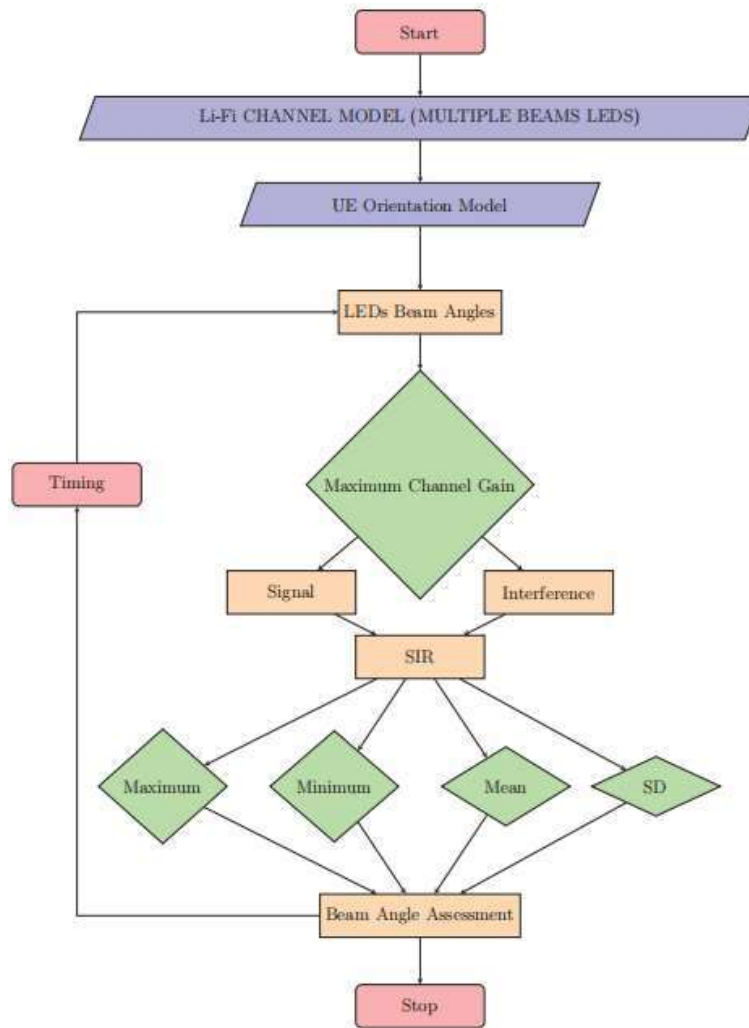 Start
Li-Fi CHANNEL MODEL (MULTIPLE BEAMS LEDS)
UE Orientation Model
LEDs Beam Angles
Maximum Channel Gain
Timing
Signal
Interference
SIR
Maximum
Minimum
Mean
SD
Beam Angle Assessment
Stop